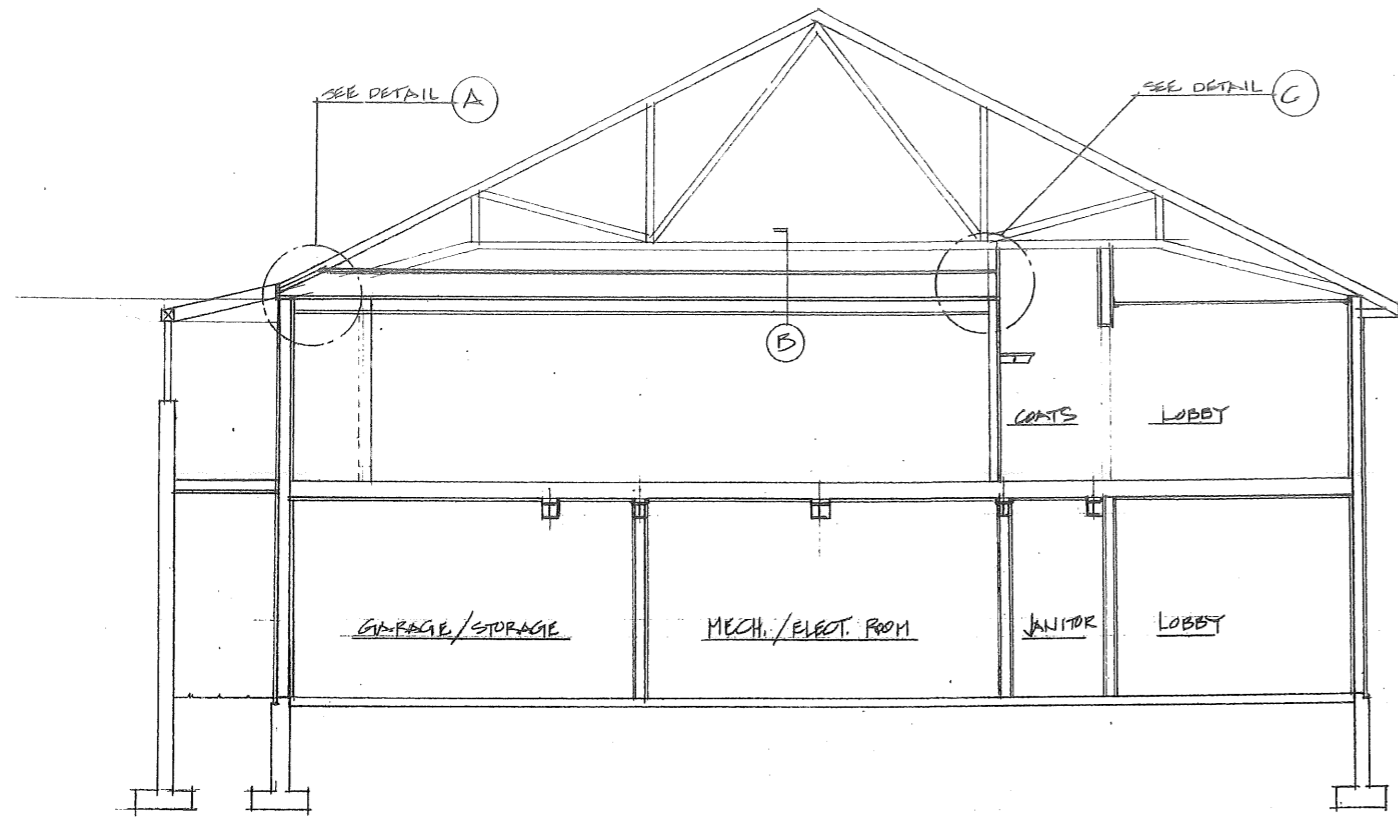 SEE DETAIL A
SEE DETAIL C
B
COATS
LOBBY
GARAGE/STORAGE
MECH./ELECT. ROOM
JANITOR
LOBBY